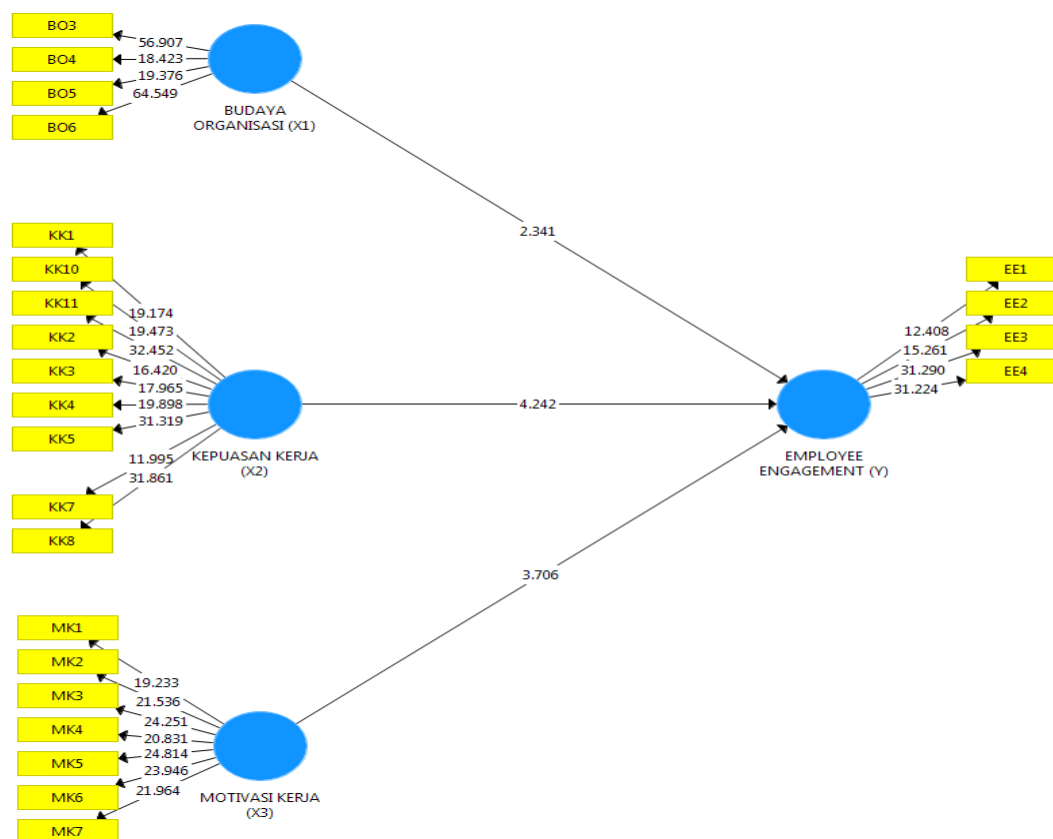 BO3
BO4
BO5
BO6
56.907
18.423
19.376
64.549
BUDAYA
ORGANISASI (X1)
2.341
KK1
KK10
KK11
KK2
KK3
KK4
KK5
KK7
KK8
19.174
19.473
32.452
16.420
17.965
19.898
31.319
11.995
31.861
KEPUASAN KERJA
(X2)
4.242
EE1
EE2
EE3
EE4
12.408
15.261
31.290
31.224
EMPLOYEE
ENGAGEMENT (Y)
3.706
MK1
MK2
MK3
MK4
MK5
MK6
MK7
19.233
21.536
24.251
20.831
24.814
23.946
21.964
MOTIVASI KERJA
(X3)